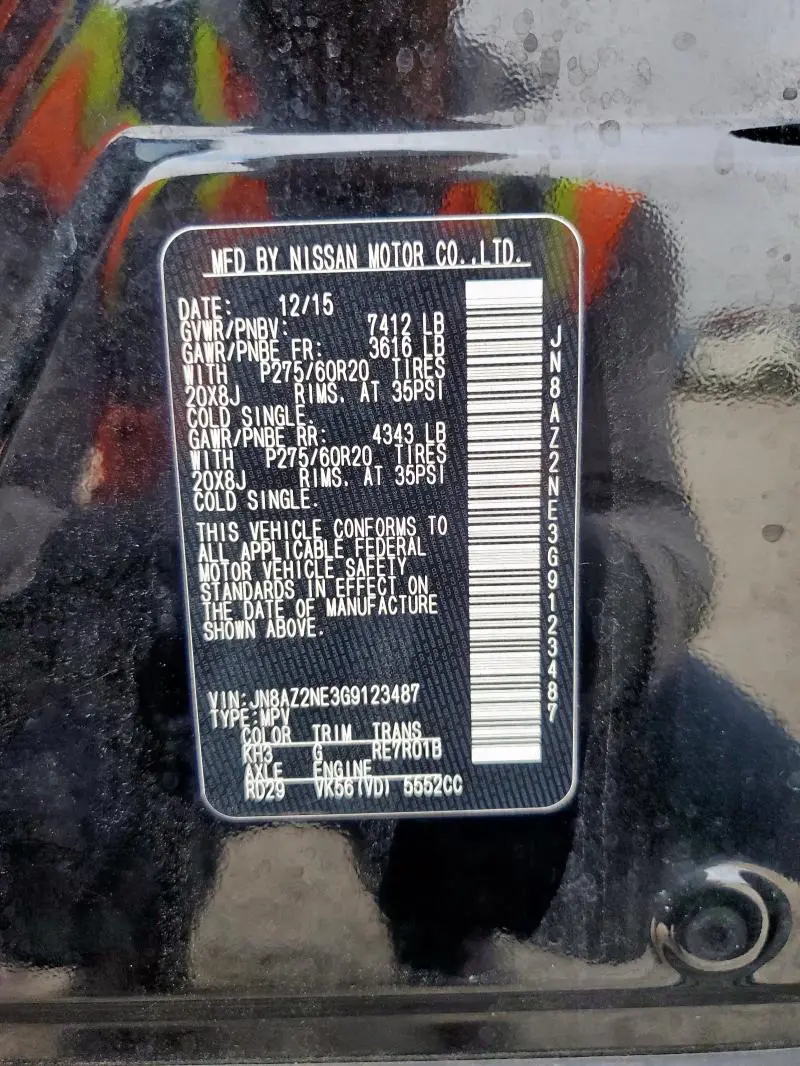 MFD BY NISSAN MOTOR CO.,LTD.
DATE: 12/15
GVWR/PNBV: 7412 LB
GAWR/PNBE FR: 3616 LB
WITH P275/60R20 TIRES
20X8J RIMS. AT 35PSI
COLD SINGLE.
GAWR/PNBE RR: 4343 LB
WITH P275/60R20 TIRES
20X8J RIMS. AT 35PSI
COLD SINGLE.
THIS VEHICLE CONFORMS TO
ALL APPLICABLE FEDERAL
MOTOR VEHICLE SAFETY
STANDARDS IN EFFECT ON
THE DATE OF MANUFACTURE
SHOWN ABOVE.
VIN:JN8AZ2NE3G9123487
TYPE:MPV
COLOR TRIM TRANS
KH3 G RE7R01B
AXLE ENGINE
RD29 VK56(VD) 5552CC
JN8AZ2NE3G9123487